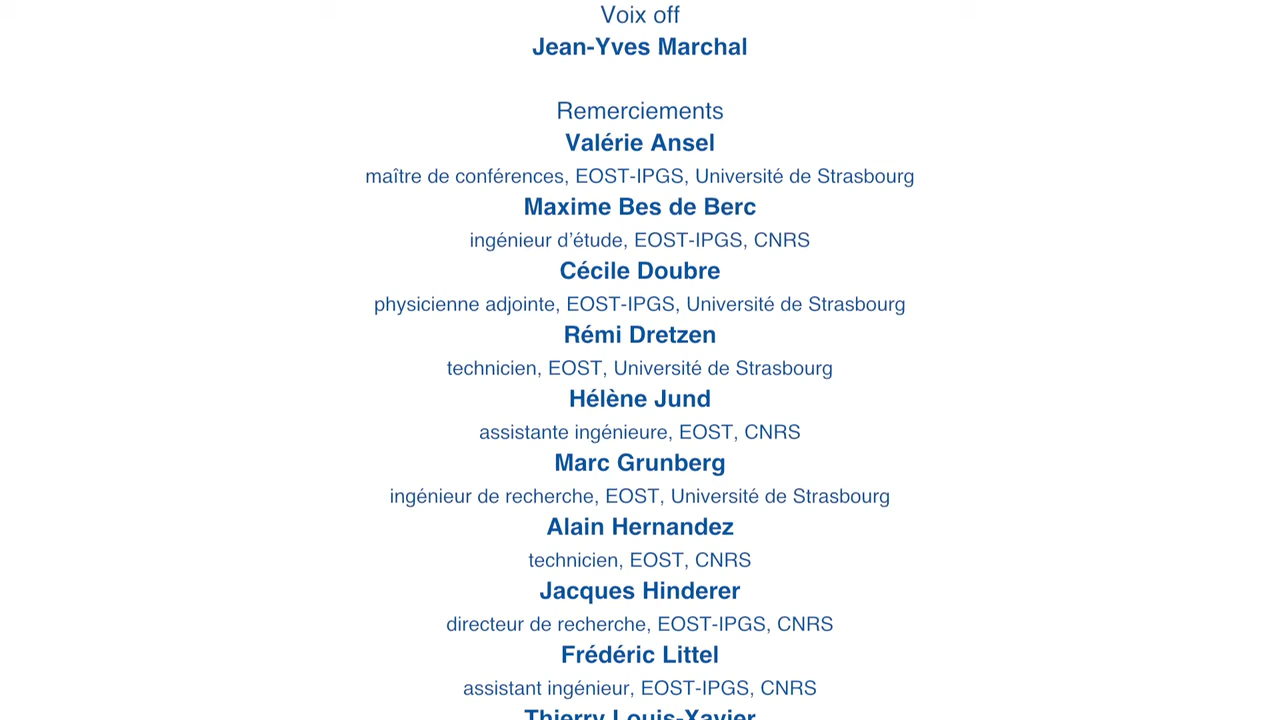 Voix off
Jean-Yves Marchal
Remerciements
Valérie Ansel
maître de conférences, EOST-IPGS, Université de Strasbourg
Maxime Bes de Berc
ingénieur d’étude, EOST-IPGS, CNRS
Cécile Doubre
physicienne adjointe, EOST-IPGS, Université de Strasbourg
Rémi Dretzen
technicien, EOST, Université de Strasbourg
Hélène Jund
assistante ingénieure, EOST, CNRS
Marc Grunberg
ingénieur de recherche, EOST, Université de Strasbourg
Alain Hernandez
technicien, EOST, CNRS
Jacques Hinderer
directeur de recherche, EOST-IPGS, CNRS
Frédéric Littel
assistant ingénieur, EOST-IPGS, CNRS
Thierry Louis-Xavier